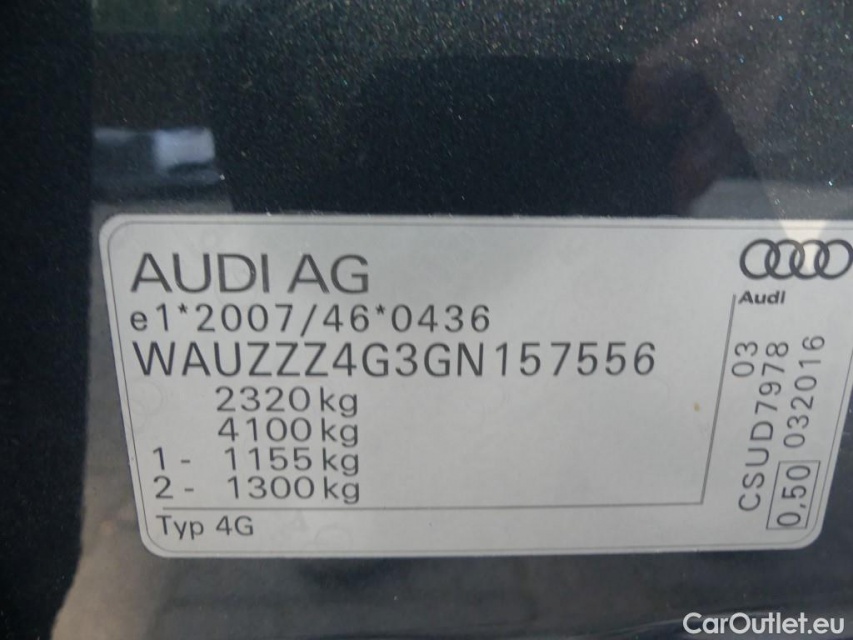 AUDI AG
e1*2007/46*0436
WAUZZZ4G3GN157556
2320 kg
4100 kg
1 - 1155 kg
2 - 1300 kg
Typ 4G
Audi
03
CSUD7978
032016
0,50
CarOutlet.eu